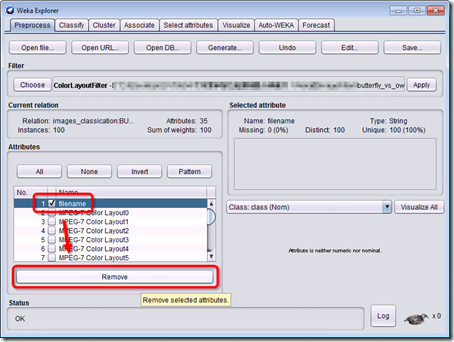 Weka Explorer
Preprocess Classify Cluster Associate Select attributes Visualize Auto-WEKA Forecast
Open file... Open URL... Open DB... Generate... Undo Edit... Save...
Filter
Choose ColorLayoutFilter butterfly_vs_ow Apply
Current relation
Relation: images_classication:BU... Attributes: 35
Instances: 100 Sum of weights: 100
Selected attribute
Name: filename Type: String
Missing: 0 (0%) Distinct: 100 Unique: 100 (100%)
Attributes
All None Invert Pattern
No. Name
1 filename
2 MPEG-7 Color Layout0
3 MPEG-7 Color Layout1
4 MPEG-7 Color Layout2
5 MPEG-7 Color Layout3
6 MPEG-7 Color Layout4
7 MPEG-7 Color Layout5
Remove
Remove selected attributes.
Class: class (Nom) Visualize All
Attribute is neither numeric nor nominal.
Status
OK
Log x 0